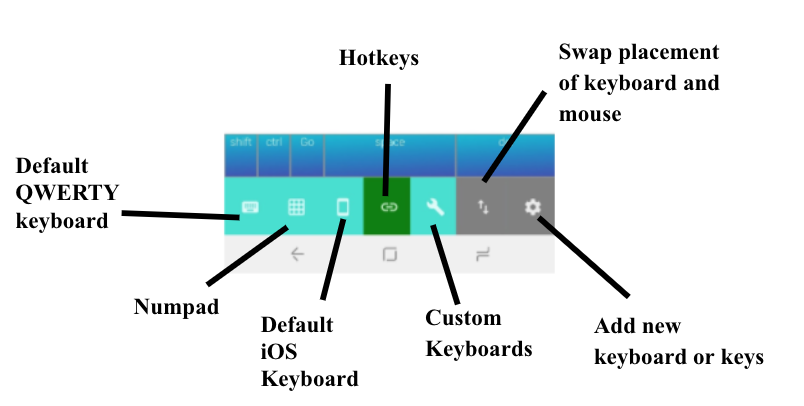 Hotkeys
Swap placement
of keyboard and
mouse
shift ctrl Go space
Default
QWERTY
keyboard
Numpad
Default
iOS
Keyboard
Custom
Keyboards
Add new
keyboard or keys